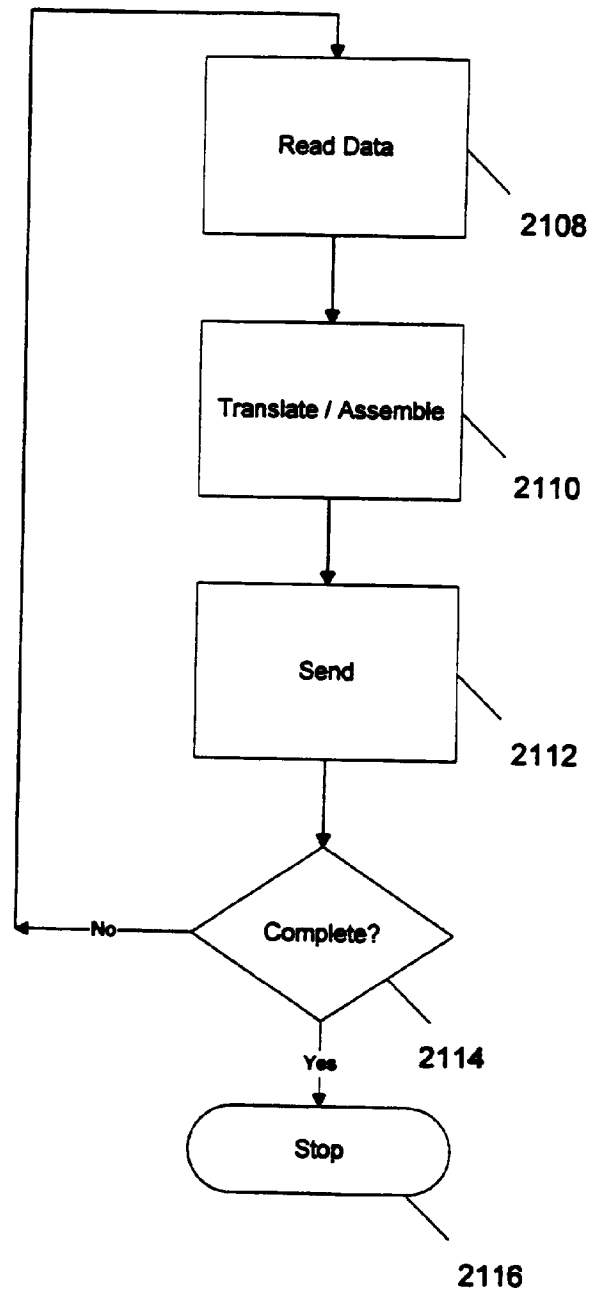 Read Data
2108
Translate / Assemble
2110
Send
2112
Complete?
No
2114
Yes
Stop
2116